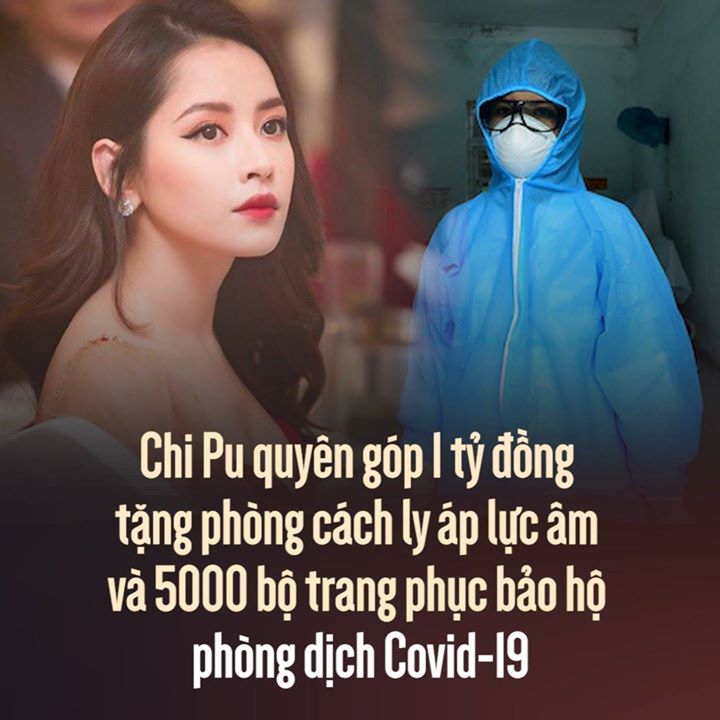 Chi Pu quyên góp 1 tỷ đồng
tặng phòng cách ly áp lực âm
và 5000 bộ trang phục bảo hộ
phòng dịch Covid-19